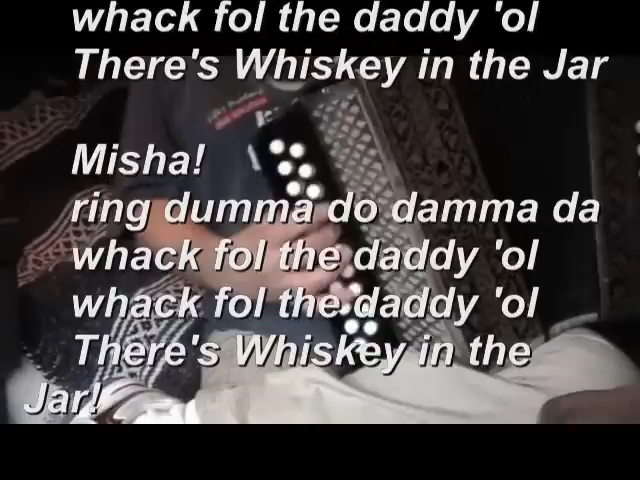 whack fol the daddy 'ol
There's Whiskey in the Jar
Misha!
ring dumma do damma da
whack fol the daddy 'ol
whack fol the daddy 'ol
There's Whiskey in the
Jar!